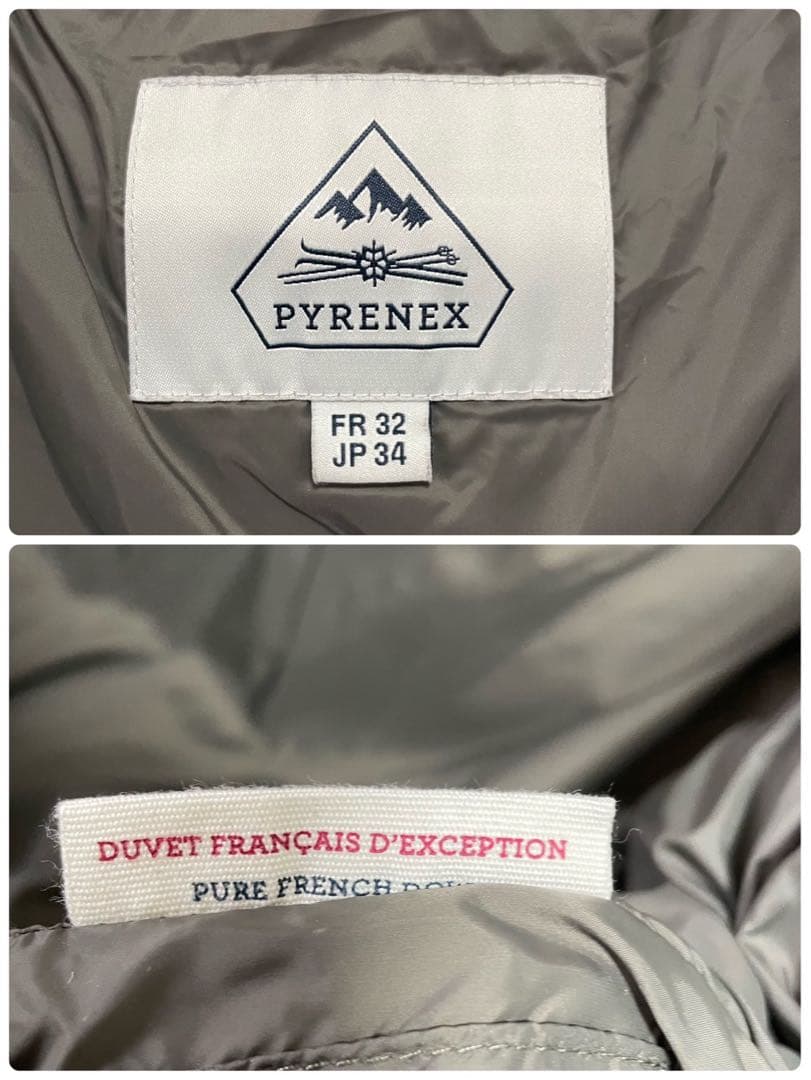 PYRENEX
FR 32
JP 34
DUVET FRANÇAIS D'EXCEPTION
PURE FRENCH